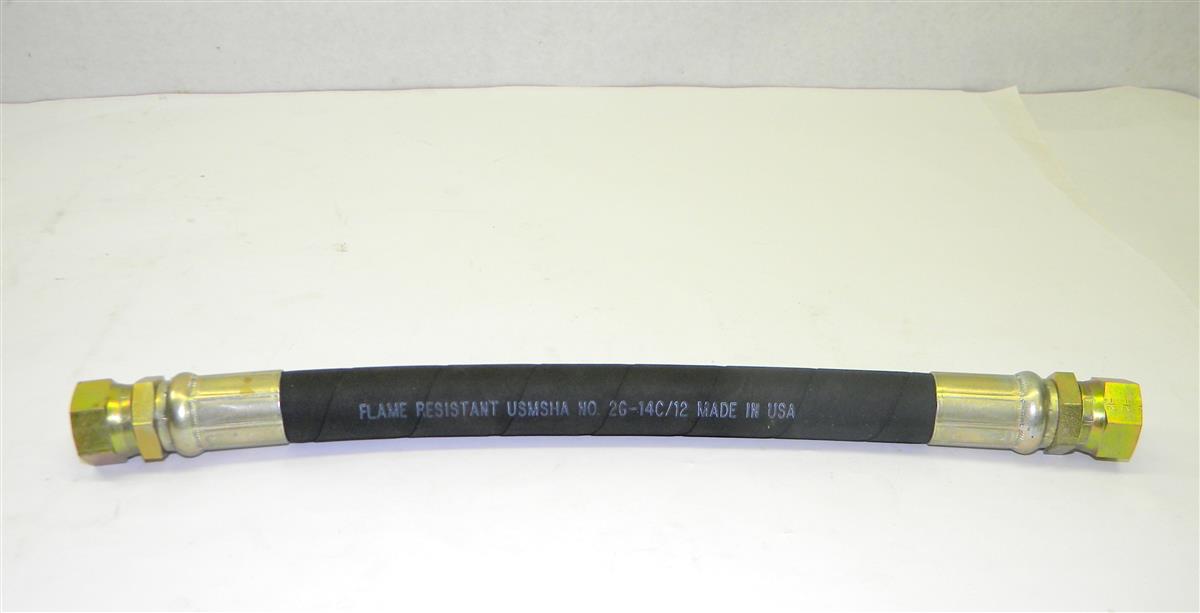 FLAME RESISTANT USMSHA NO. 2G-14C/12 MADE IN USA